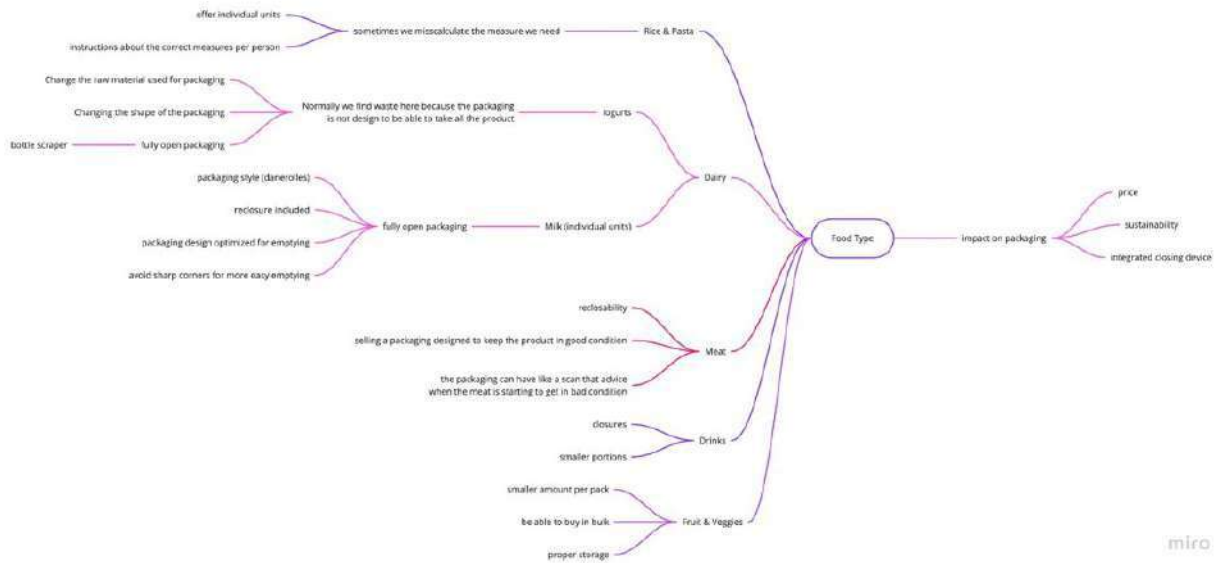 offer individual units
instructions about the correct measures per person
sometimes we misscalculate the measure we need
Rice & Pasta
Change the raw material used for packaging
Changing the shape of the packaging
bottle scraper
fully open packaging
Normally we find waste here because the packaging
is not design to be able to take all the product
Iogurts
Dairy
packaging style (danerolles)
reclosure included
packaging design optimized for emptying
avoid sharp corners for more easy emptying
fully open packaging
Milk (individual units)
Food Type
impact on packaging
price
sustainability
integrated closing device
reclosability
selling a packaging designed to keep the product in good condition
the packaging can have like a scan that advice
when the meat is starting to get in bad condition
Meat
closures
smaller portions
Drinks
smaller amount per pack
be able to buy in bulk
proper storage
Fruit & Veggies
miro